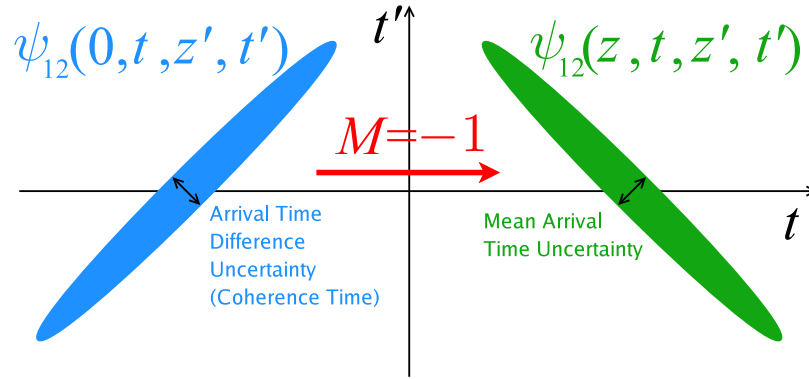 ψ₁₂(0,t,z′,t′)
t′
ψ₁₂(z,t,z′,t′)
M=−1
Arrival Time
Difference
Uncertainty
(Coherence Time)
Mean Arrival
Time Uncertainty
t